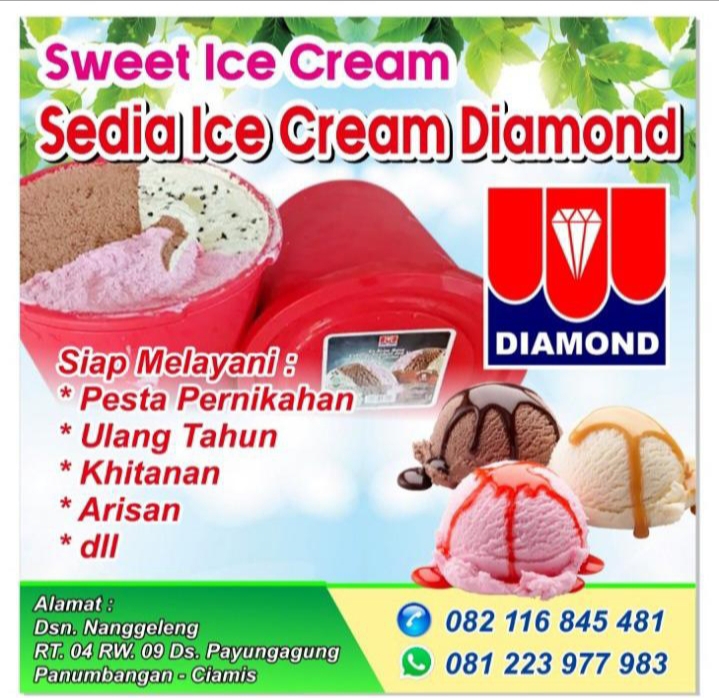 Sweet Ice Cream
Sedia Ice Cream Diamond
DIAMOND
Siap Melayani :
* Pesta Pernikahan
* Ulang Tahun
* Khitanan
* Arisan
* dll
Alamat :
Dsn. Nanggeleng
RT. 04 RW. 09 Ds. Payungagung
Panumbangan - Ciamis
082 116 845 481
081 223 977 983